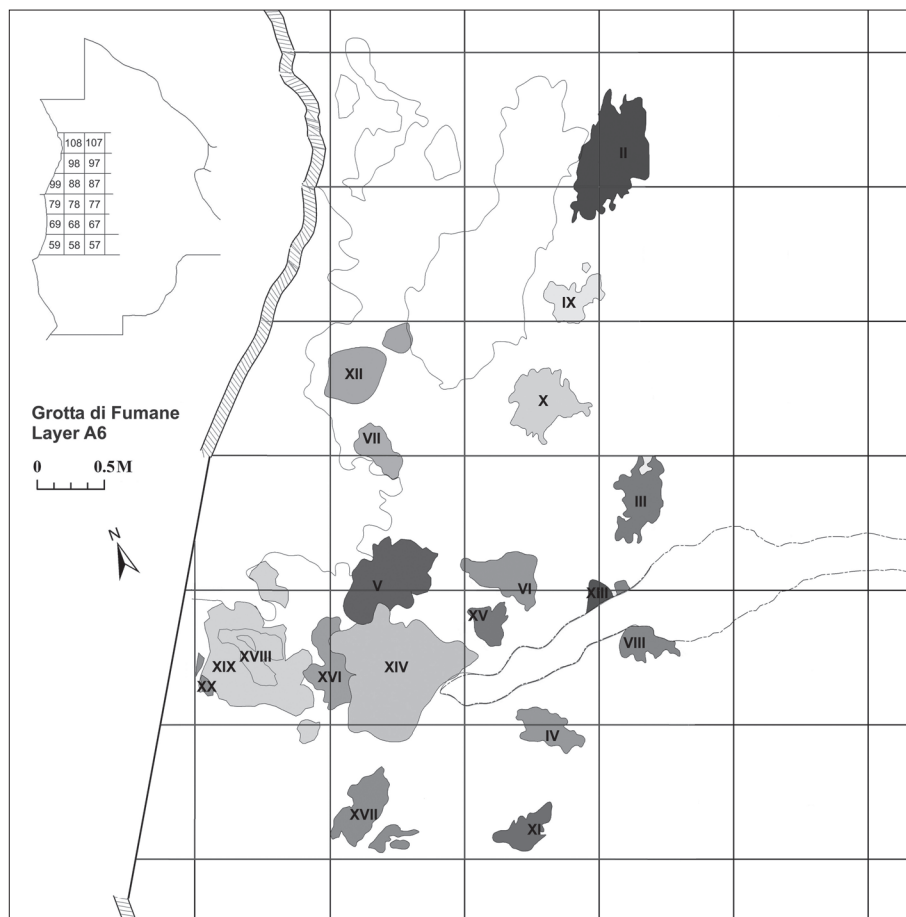 108 107
98 97
99 88 87
79 78 77
69 68 67
59 58 57
II
IX
XII
X
Grotta di Fumane
Layer A6
VII
0 0.5M
III
N
V
VI
XIII
XV
VIII
XVIII
XIX
XIV
XVI
XX
IV
XVII
XI